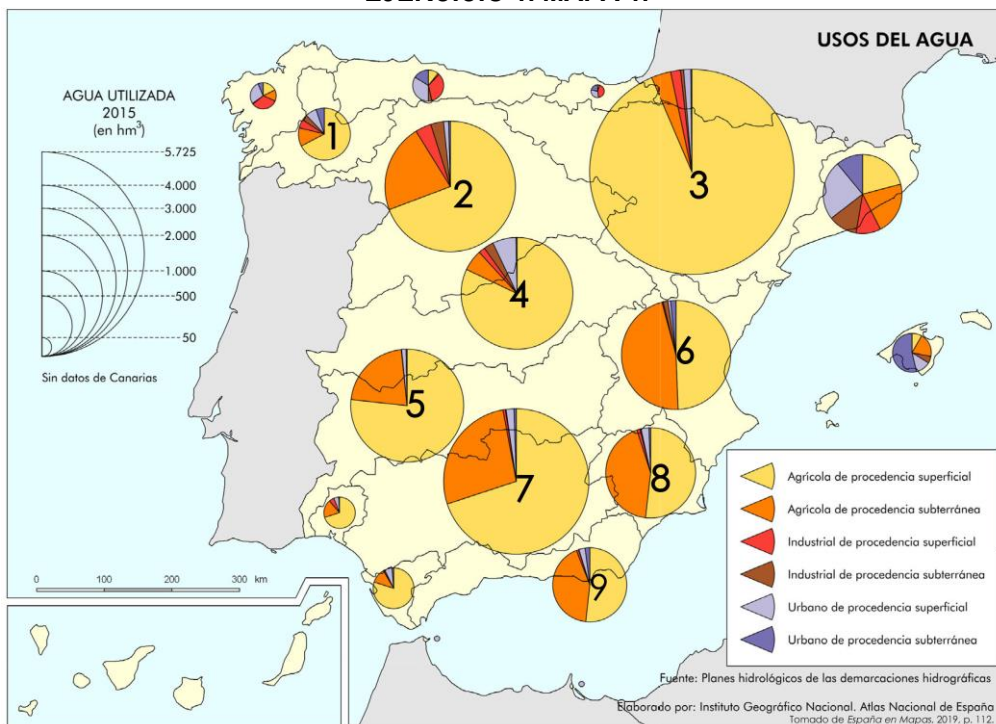 EJERCICIO MAPA
USOS DEL AGUA
AGUA UTILIZADA
2015
(en hm³)
5.725
4.000
3.000
2.000
1.000
500
50
Sin datos de Canarias
1
2
3
4
5
6
7
8
9
Agrícola de procedencia superficial
Agrícola de procedencia subterránea
Industrial de procedencia superficial
Industrial de procedencia subterránea
Urbano de procedencia superficial
Urbano de procedencia subterránea
0 100 200 300 km
Fuente: Planes hidrológicos de las demarcaciones hidrográficas
Elaborado por: Instituto Geográfico Nacional. Atlas Nacional de España
Tomado de España en Mapas. 2019, p. 112.